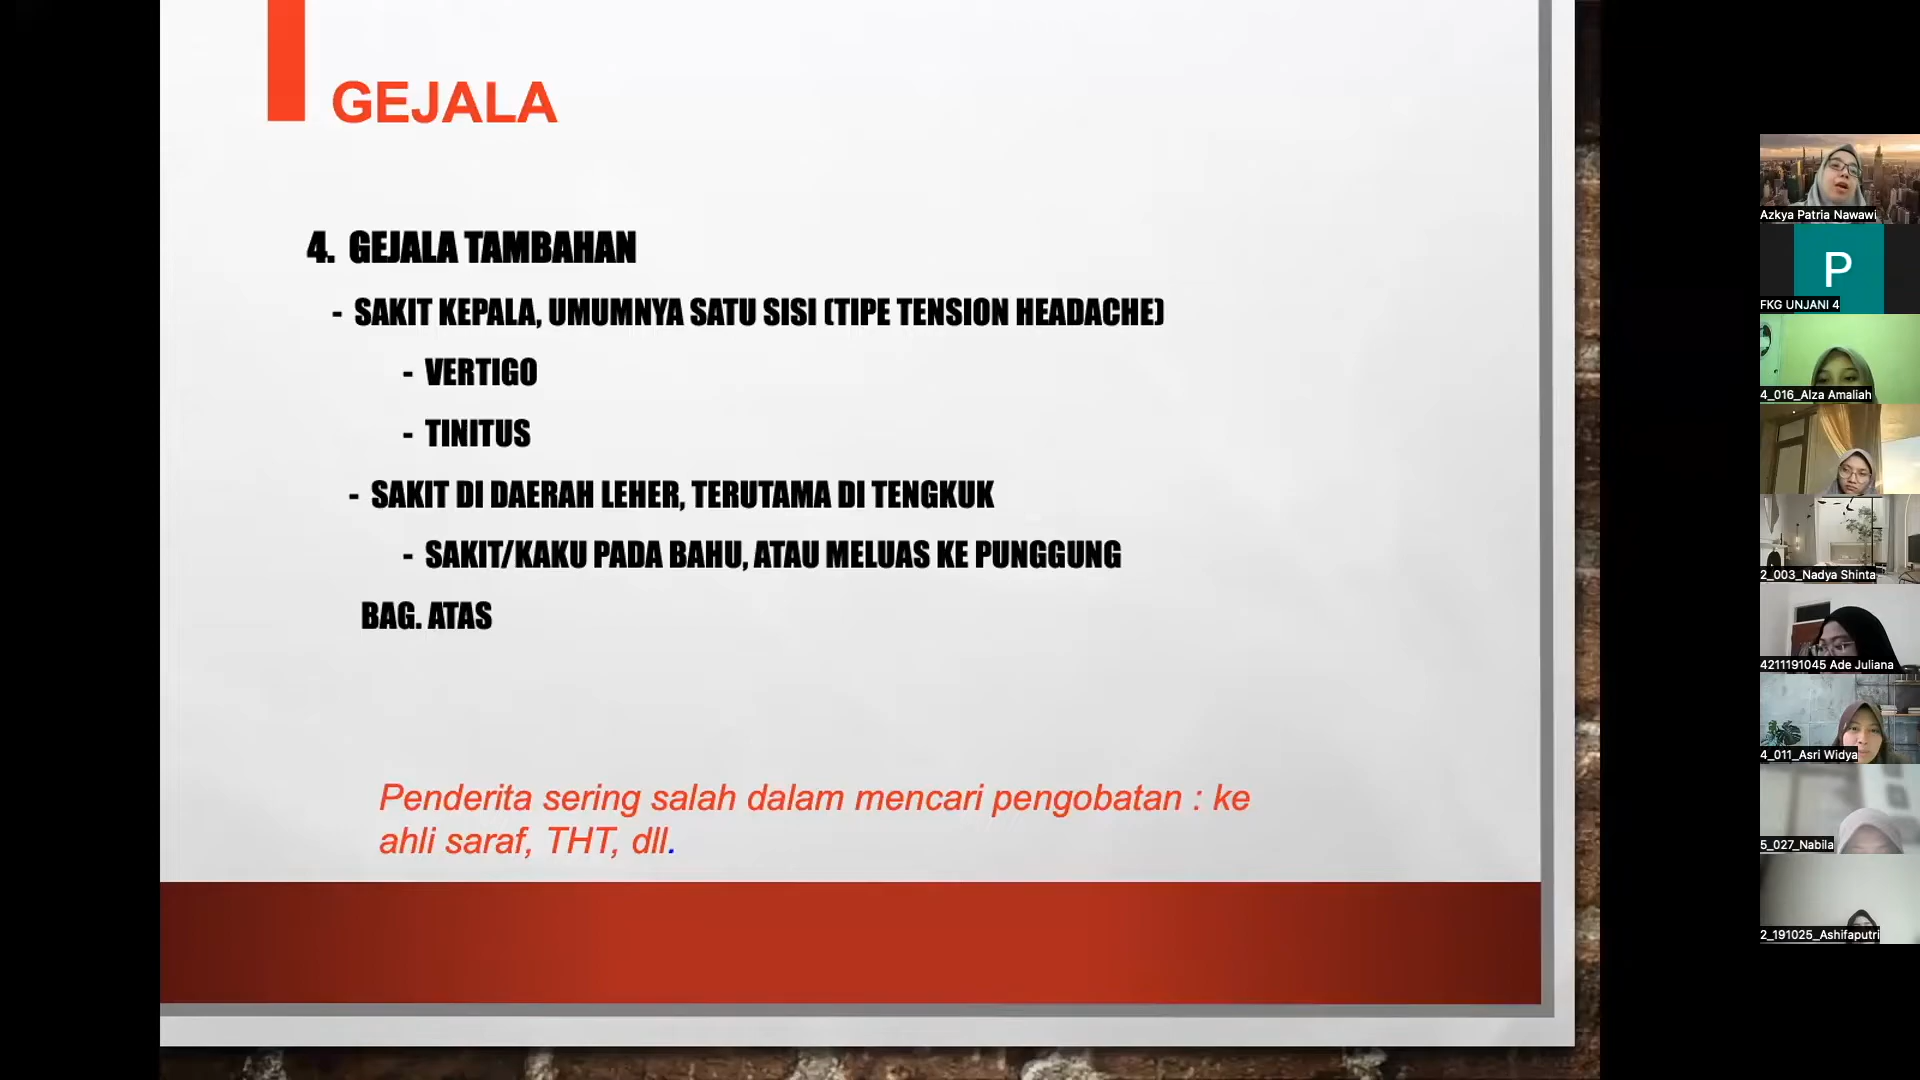 GEJALA
4. GEJALA TAMBAHAN
- SAKIT KEPALA, UMUMNYA SATU SISI (TIPE TENSION HEADACHE)
- VERTIGO
- TINITUS
- SAKIT DI DAERAH LEHER, TERUTAMA DI TENGKUK
- SAKIT/KAKU PADA BAHU, ATAU MELUAS KE PUNGGUNG
BAG. ATAS
Penderita sering salah dalam mencari pengobatan : ke
ahli saraf, THT, dll.
Azkya Patria Nawawi
P
FKG UNJANI 4
4_016_Alza Amaliah
2_003_Nadya Shinta
4211191045 Ade Juliana
4_011_Asri Widya
5_027_Nabila
2_191025_Ashifaputri